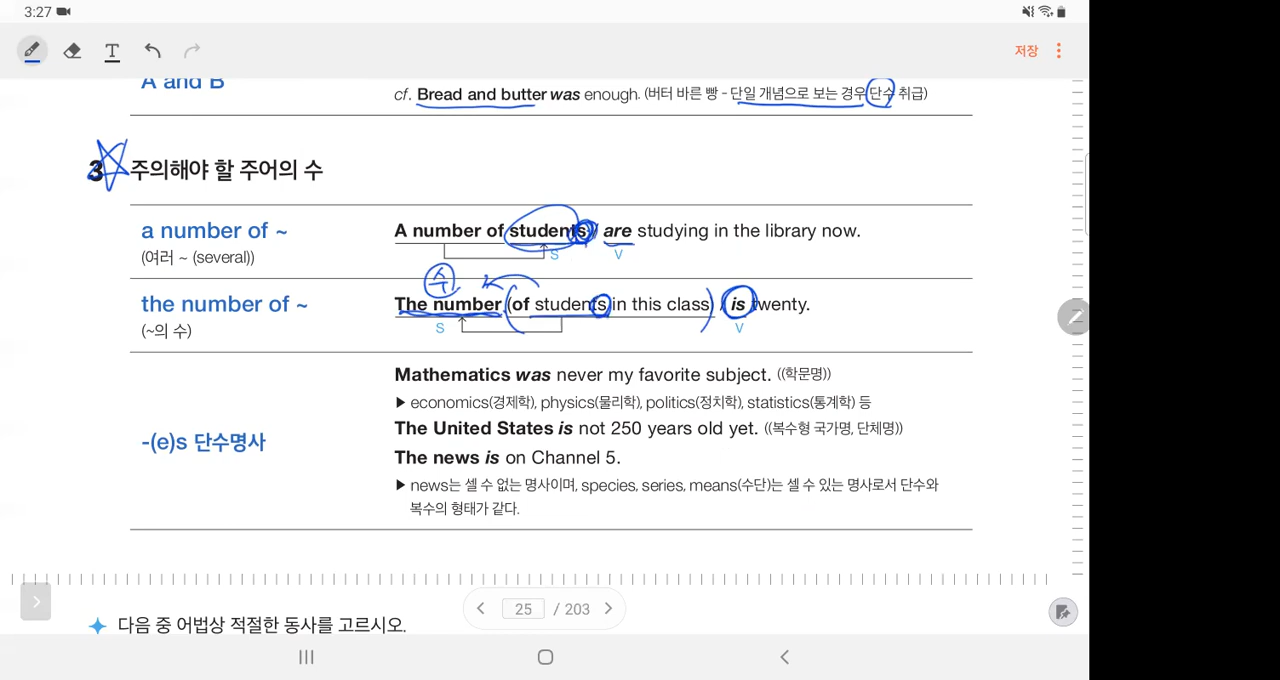 3:27
T
저장
A and B
cf. Bread and butter was enough. (버터 바른 빵 - 단일 개념으로 보는 경우 단수 취급)
3 주의해야 할 주어의 수
a number of ~
(여러 ~ (several))
A number of students / are studying in the library now.
S V
수
the number of ~
(~의 수)
The number (of students in this class) / is twenty.
S V
-(e)s 단수명사
Mathematics was never my favorite subject. ((학문명))
▶ economics(경제학), physics(물리학), politics(정치학), statistics(통계학) 등
The United States is not 250 years old yet. ((복수형 국가명, 단체명))
The news is on Channel 5.
▶ news는 셀 수 없는 명사이며, species, series, means(수단)는 셀 수 있는 명사로서 단수와
복수의 형태가 같다.
25 / 203
다음 중 어법상 적절한 동사를 고르시오.